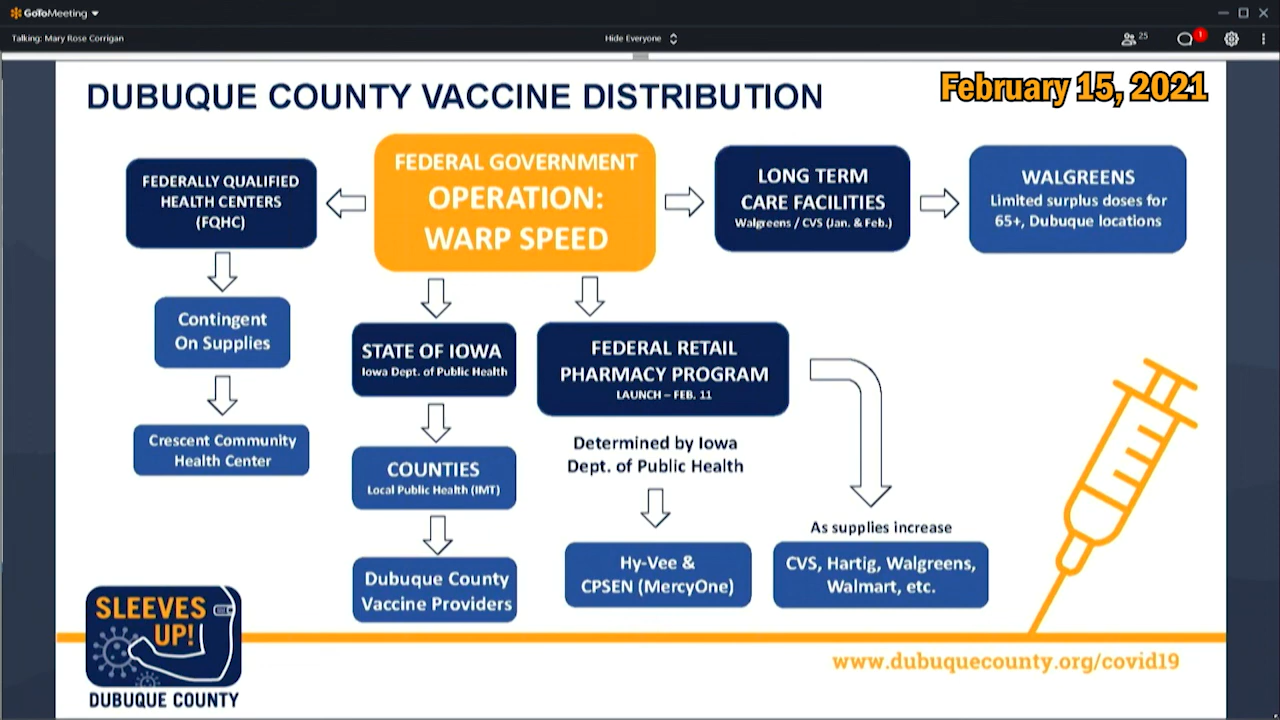 GoToMeeting
Talking: Mary Rose Corrigan
Hide Everyone
25
1
DUBUQUE COUNTY VACCINE DISTRIBUTION
February 15, 2021
FEDERALLY QUALIFIED
HEALTH CENTERS
(FQHC)
FEDERAL GOVERNMENT
OPERATION:
WARP SPEED
LONG TERM
CARE FACILITIES
Walgreens / CVS (Jan. & Feb.)
WALGREENS
Limited surplus doses for
65+, Dubuque locations
Contingent
On Supplies
Crescent Community
Health Center
STATE OF IOWA
Iowa Dept. of Public Health
COUNTIES
Local Public Health (IMT)
Dubuque County
Vaccine Providers
FEDERAL RETAIL
PHARMACY PROGRAM
LAUNCH – FEB. 11
Determined by Iowa
Dept. of Public Health
Hy-Vee &
CPSEN (MercyOne)
As supplies increase
CVS, Hartig, Walgreens,
Walmart, etc.
SLEEVES
UP!
DUBUQUE COUNTY
www.dubuquecounty.org/covid19